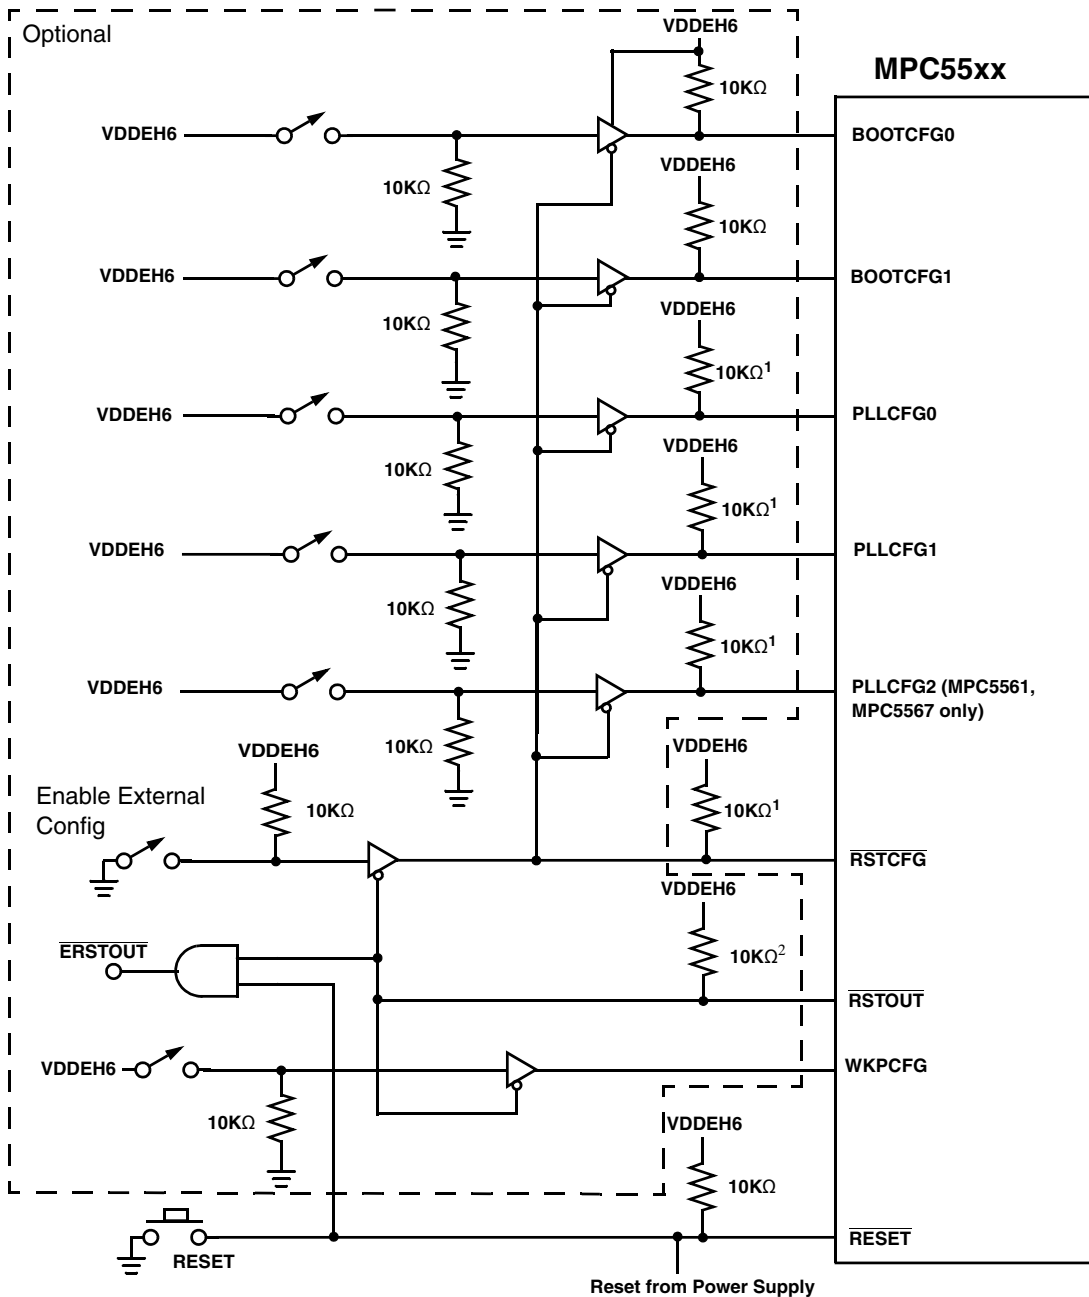 Optional
VDDEH6
MPC55xx
10KΩ
VDDEH6
BOOTCFG0
VDDEH6
10KΩ
10KΩ
VDDEH6
BOOTCFG1
VDDEH6
10KΩ
10KΩ¹
VDDEH6
PLLCFG0
VDDEH6
10KΩ
10KΩ¹
VDDEH6
PLLCFG1
VDDEH6
10KΩ
10KΩ¹
VDDEH6
PLLCFG2 (MPC5561,
MPC5567 only)
10KΩ
VDDEH6
VDDEH6
Enable External
Config
10KΩ
10KΩ¹
RSTCFG
VDDEH6
ERSTOUT
10KΩ²
RSTOUT
VDDEH6
WKPCFG
10KΩ
VDDEH6
10KΩ
RESET
RESET
Reset from Power Supply